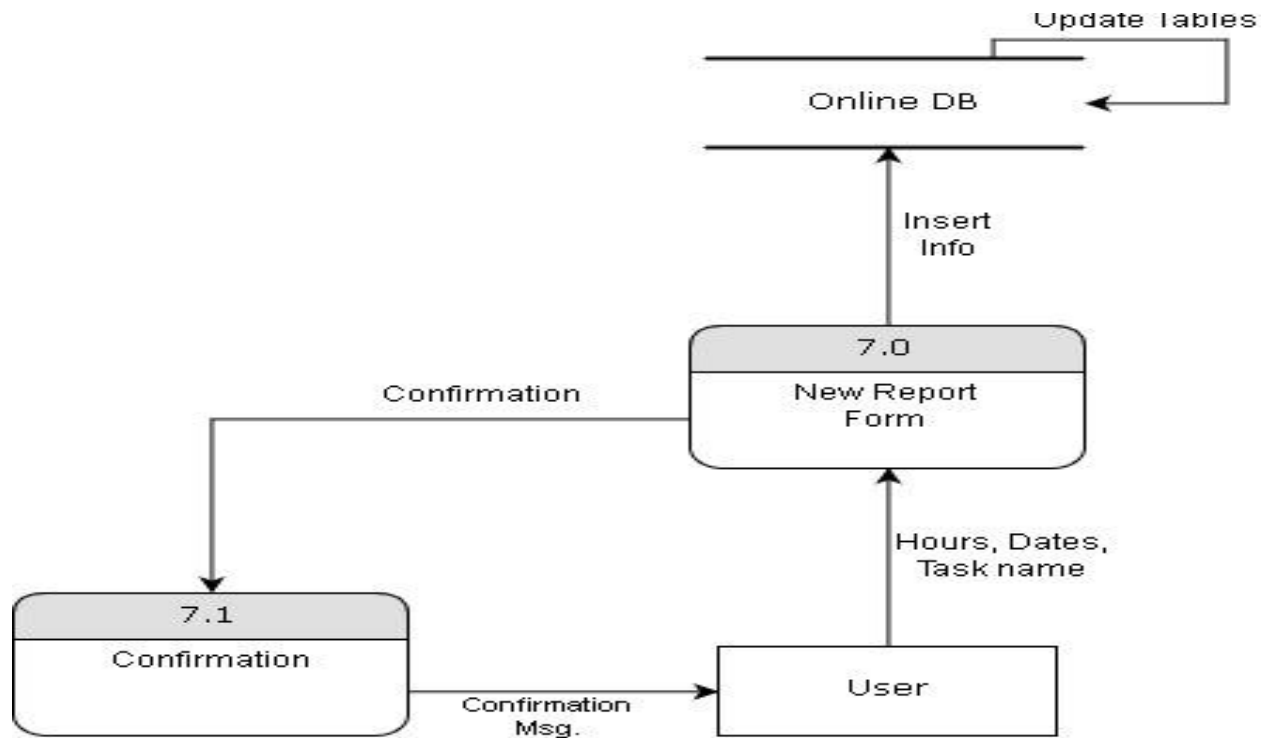 Update Tables
Online DB
Insert
Info
7.0
New Report
Form
Confirmation
Hours, Dates,
Task name
7.1
Confirmation
User
Confirmation
Msg.